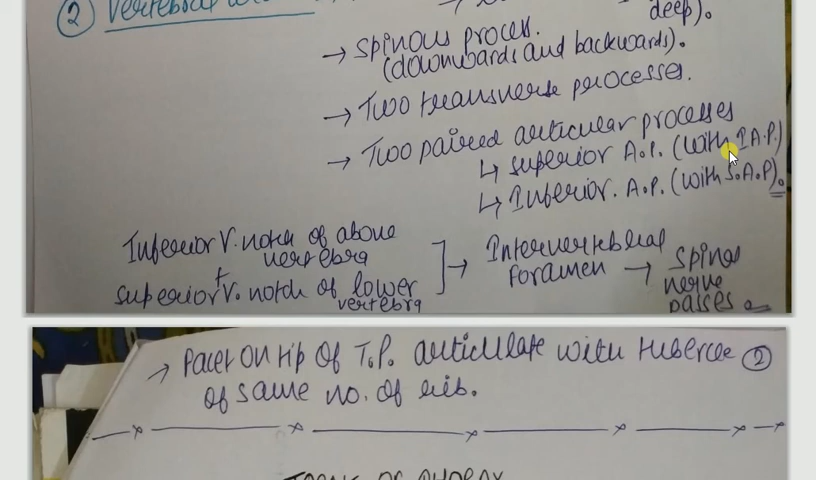 ② Vertebral
deep).
→ Spinous process.
(downwards and backwards).
→ Two transverse processes.
→ Two paired articular processes
↳ superior A.P. (with I.A.P.)
↳ Inferior. A.P. (with S.A.P).
Inferior V. notch of above vertebra
+
superior V. notch of lower vertebra
] → Intervertebral foramen → spinal nerve passes
→ Facet on tip of T.P. articulate with tubercle ②
of same no. of rib.